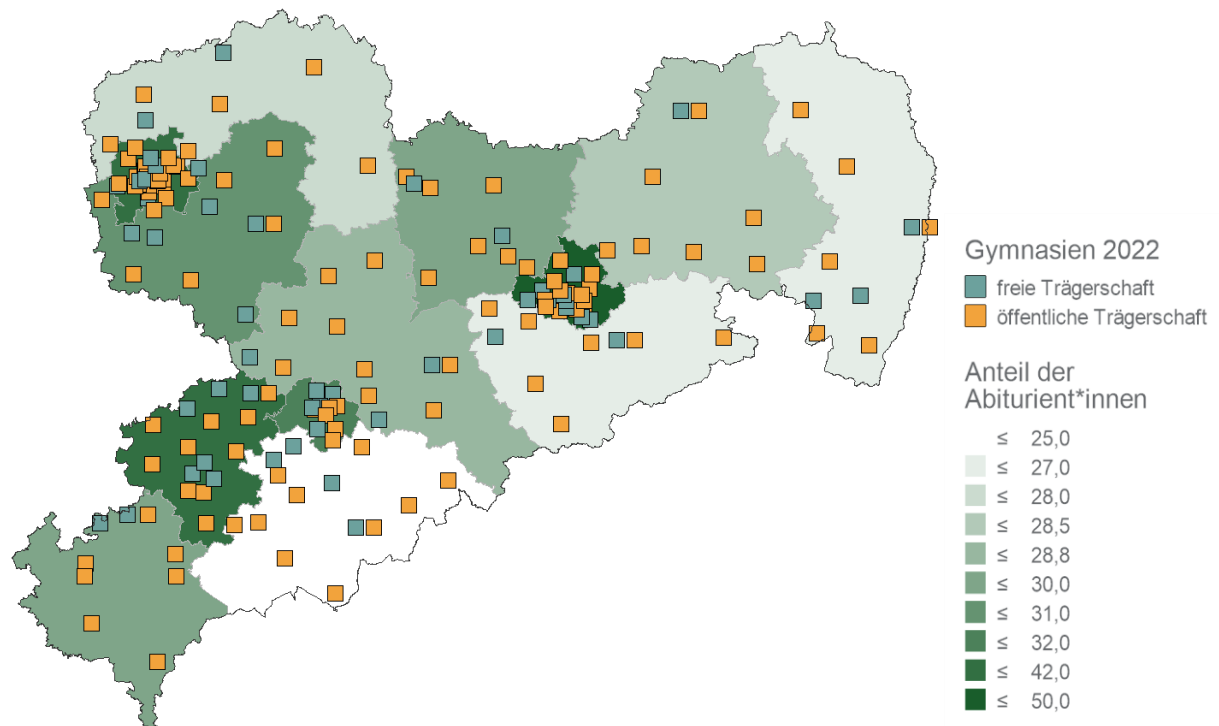 Gymnasien 2022
freie Trägerschaft
öffentliche Trägerschaft
Anteil der
Abiturient*innen
≤ 25,0
≤ 27,0
≤ 28,0
≤ 28,5
≤ 28,8
≤ 30,0
≤ 31,0
≤ 32,0
≤ 42,0
≤ 50,0